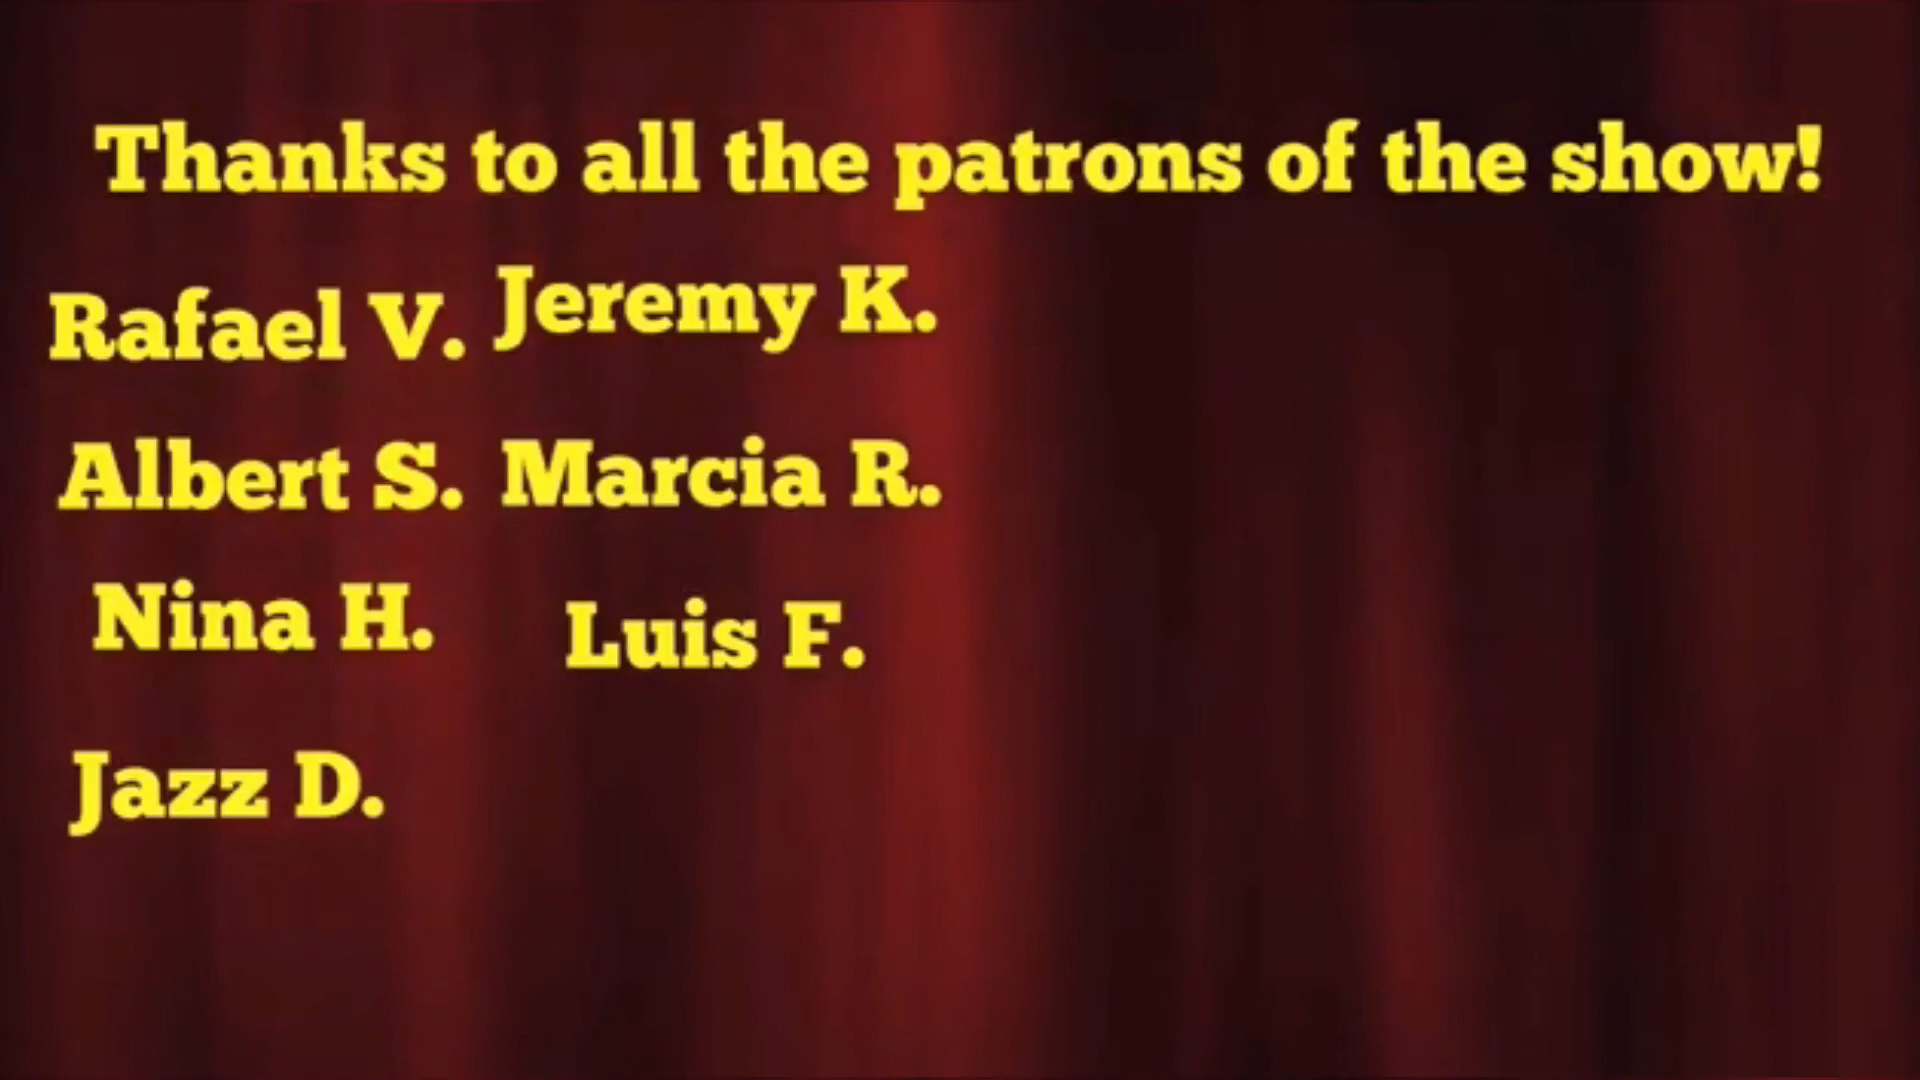 Thanks to all the patrons of the show!
Rafael V. Jeremy K.
Albert S. Marcia R.
Nina H. Luis F.
Jazz D.